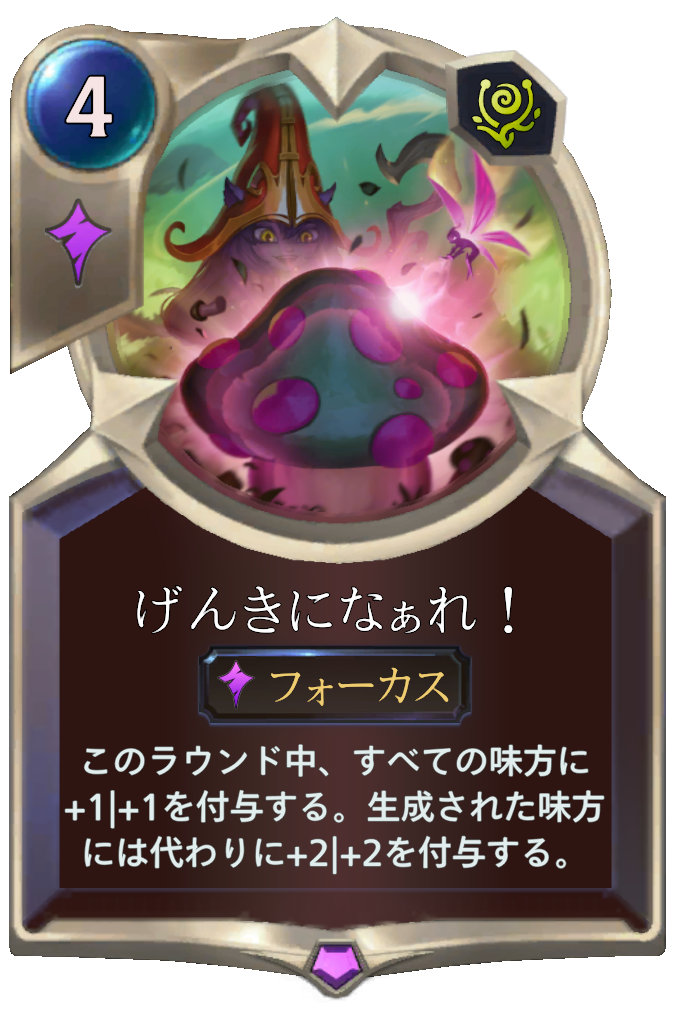 4
げんきになぁれ！
フォーカス
このラウンド中、すべての味方に
+1|+1を付与する。生成された味方
には代わりに+2|+2を付与する。